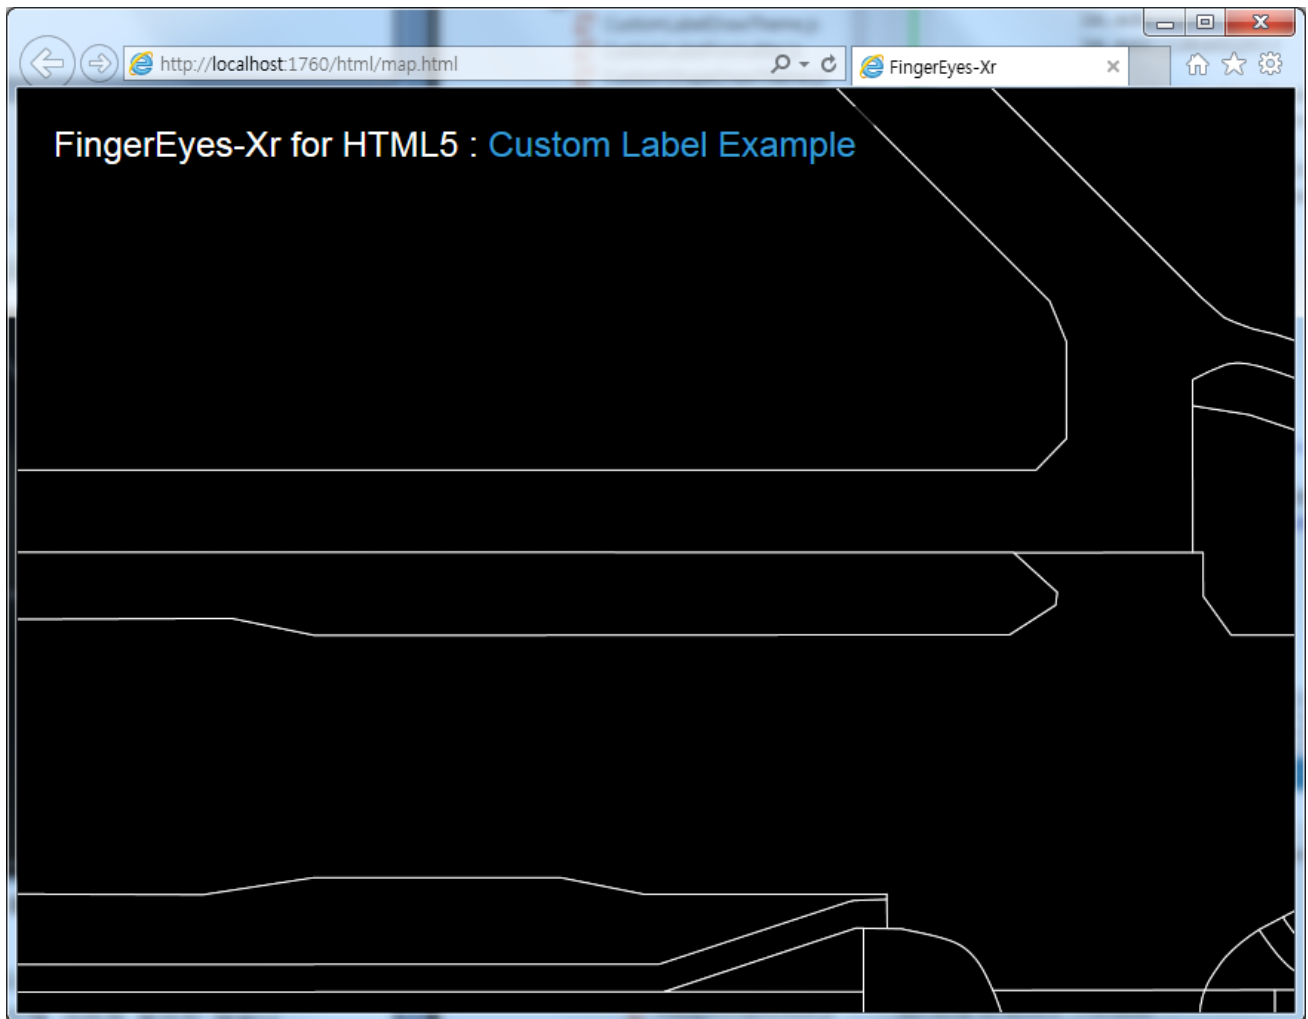 http://localhost:1760/html/map.html
FingerEyes-Xr
FingerEyes-Xr for HTML5 : Custom Label Example